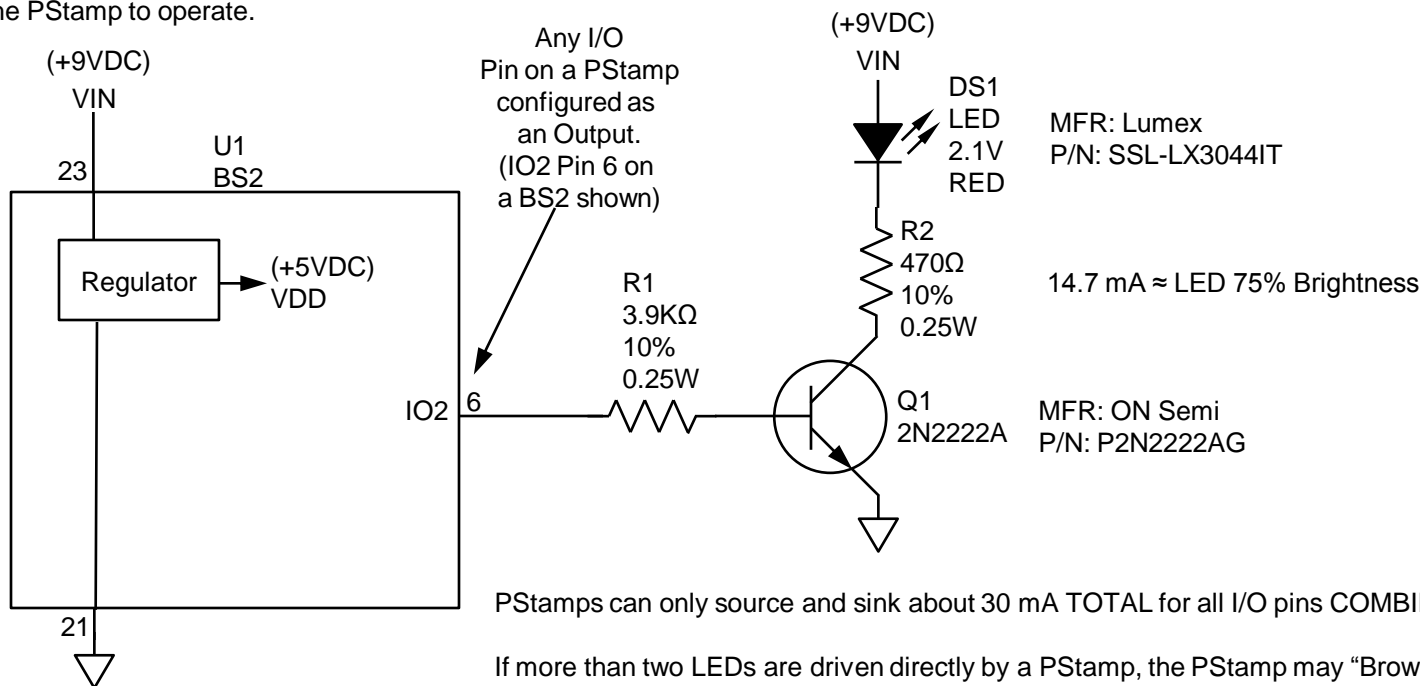 he PStamp to operate.
(+9VDC)
VIN
23
U1
BS2
Regulator
(+5VDC)
VDD
IO2
6
21
Any I/O
Pin on a PStamp
configured as
an Output.
(IO2 Pin 6 on
a BS2 shown)
R1
3.9KΩ
10%
0.25W
(+9VDC)
VIN
DS1
LED
2.1V
RED
MFR: Lumex
P/N: SSL-LX3044IT
R2
470Ω
10%
0.25W
14.7 mA ≈ LED 75% Brightness
Q1
2N2222A
MFR: ON Semi
P/N: P2N2222AG
PStamps can only source and sink about 30 mA TOTAL for all I/O pins COMBI
If more than two LEDs are driven directly by a PStamp, the PStamp may “Brow